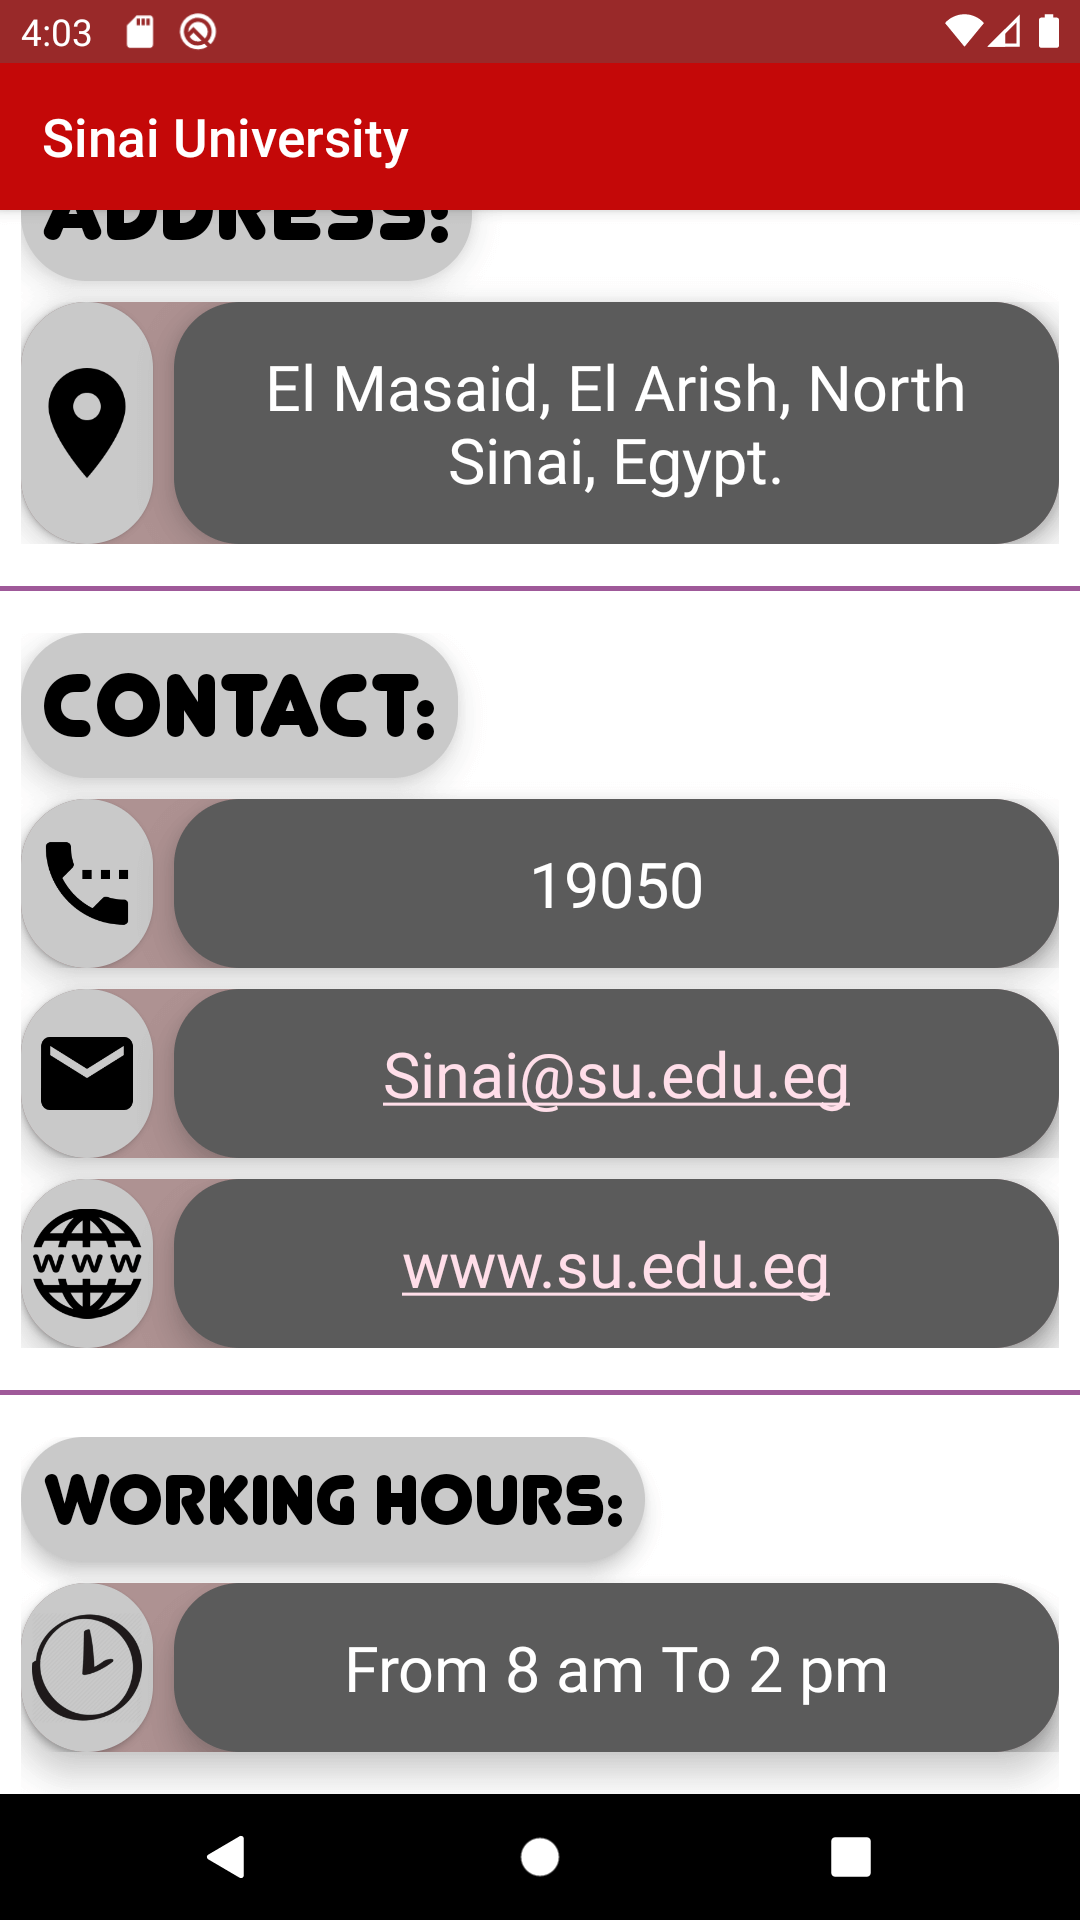 4:03
Sinai University
ADDRESS:
El Masaid, El Arish, North
Sinai, Egypt.
CONTACT:
19050
Sinai@su.edu.eg
WWW
www.su.edu.eg
WORKING HOURS:
From 8 am To 2 pm